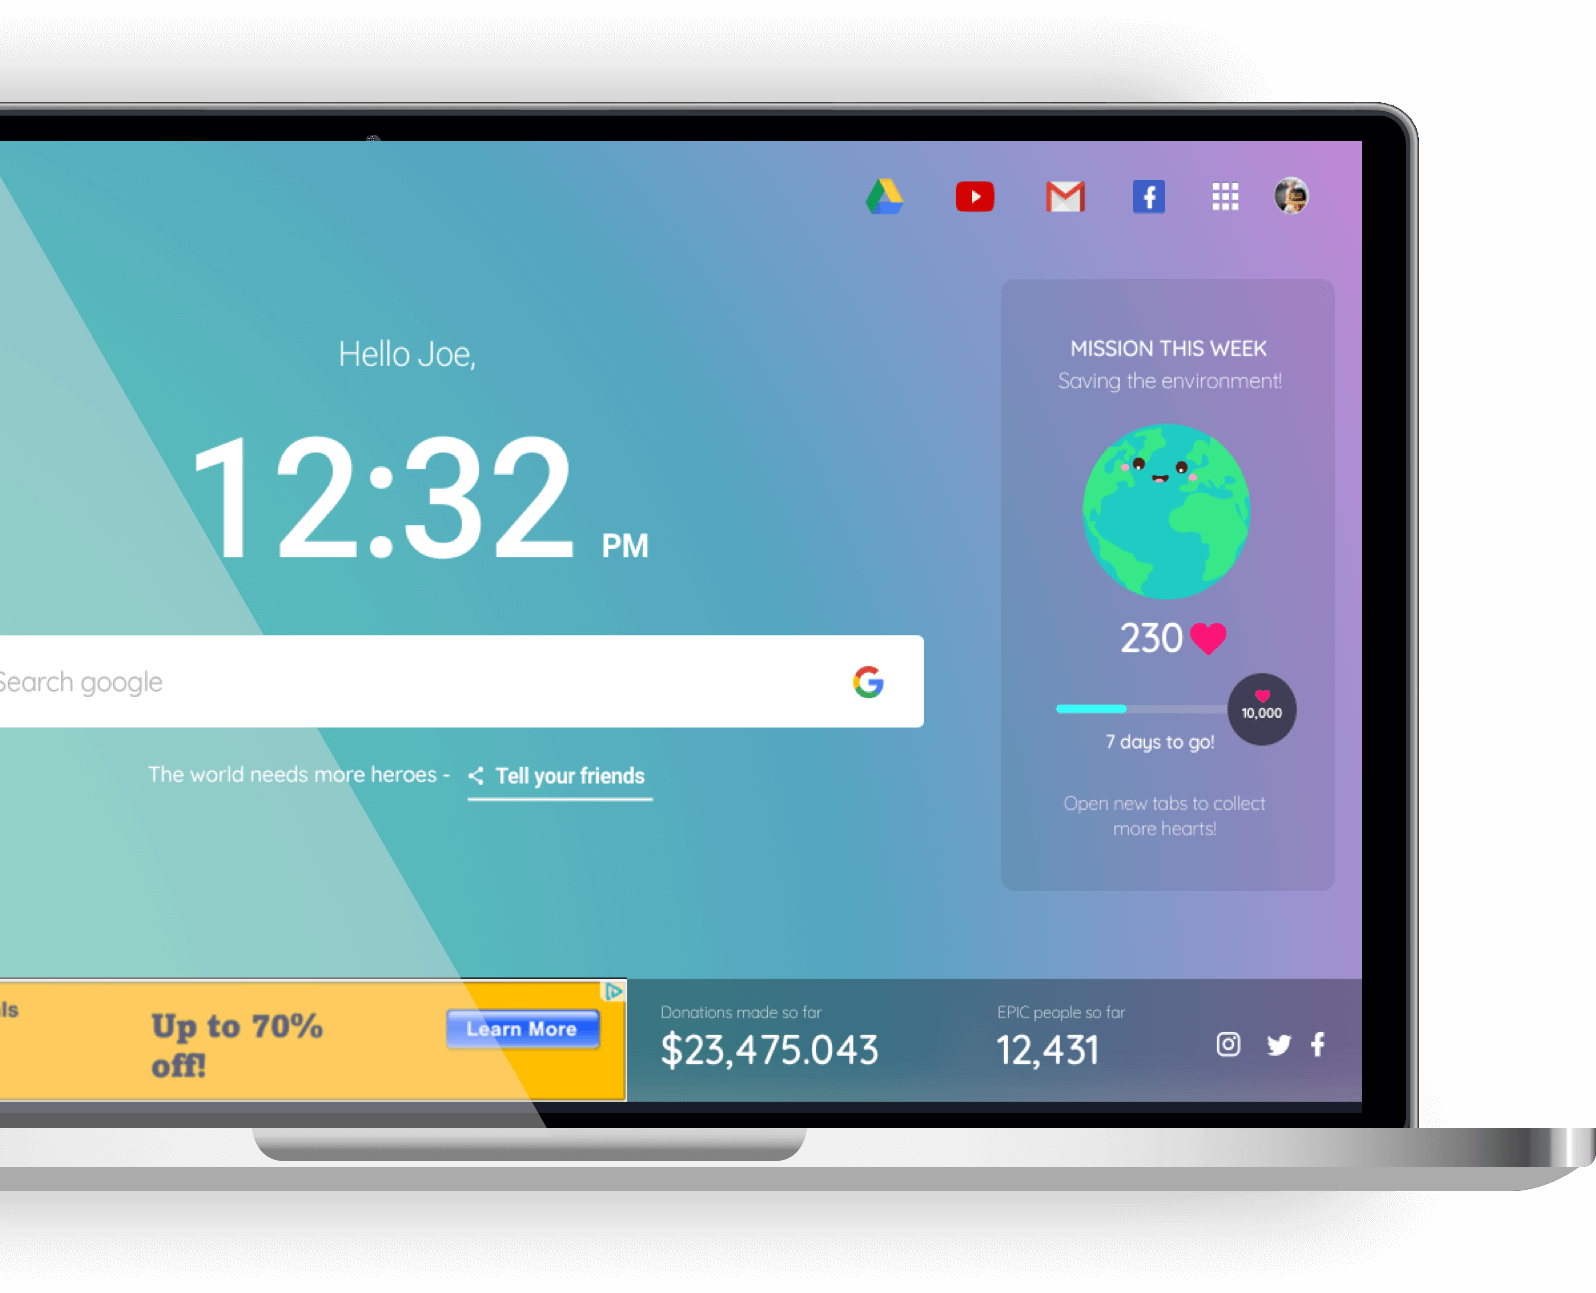 Hello Joe,
12:32 PM
Search google
The world needs more heroes - Tell your friends
MISSION THIS WEEK
Saving the environment!
230
10,000
7 days to go!
Open new tabs to collect
more hearts!
ls
Up to 70%
off!
Learn More
Donations made so far
$23,475.043
EPIC people so far
12,431